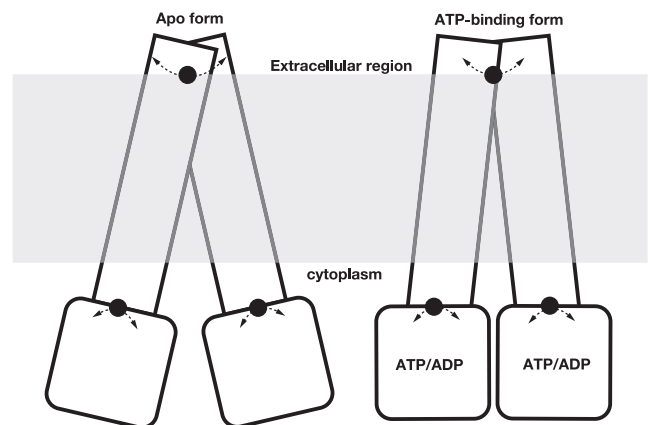 Apo form
ATP-binding form
Extracellular region
cytoplasm
ATP/ADP
ATP/ADP